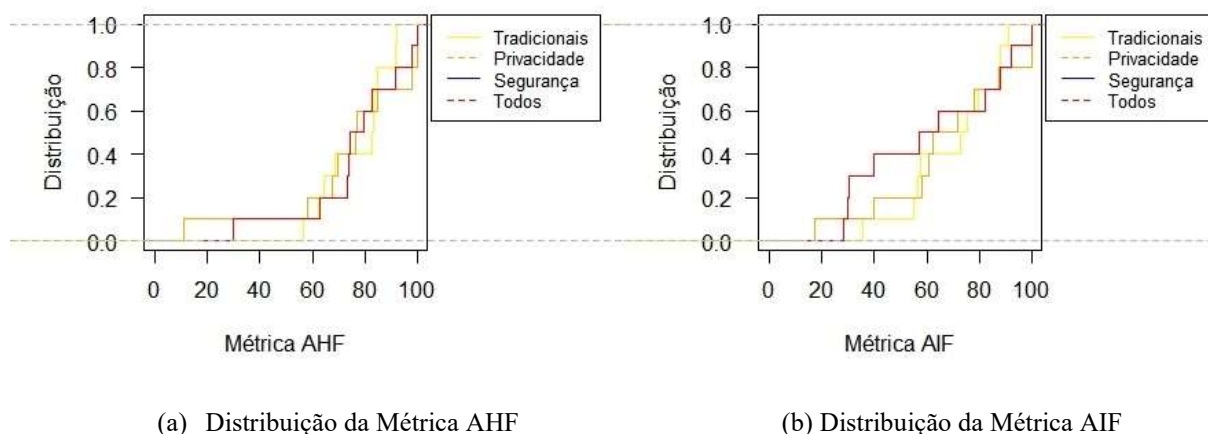 1.0
0.8
0.6
0.4
0.2
0.0
Distribuição
0 20 40 60 80 100
Métrica AHF
Tradicionais
Privacidade
Segurança
Todos
(a) Distribuição da Métrica AHF
1.0
0.8
0.6
0.4
0.2
0.0
Distribuição
0 20 40 60 80 100
Métrica AIF
Tradicionais
Privacidade
Segurança
Todos
(b) Distribuição da Métrica AIF